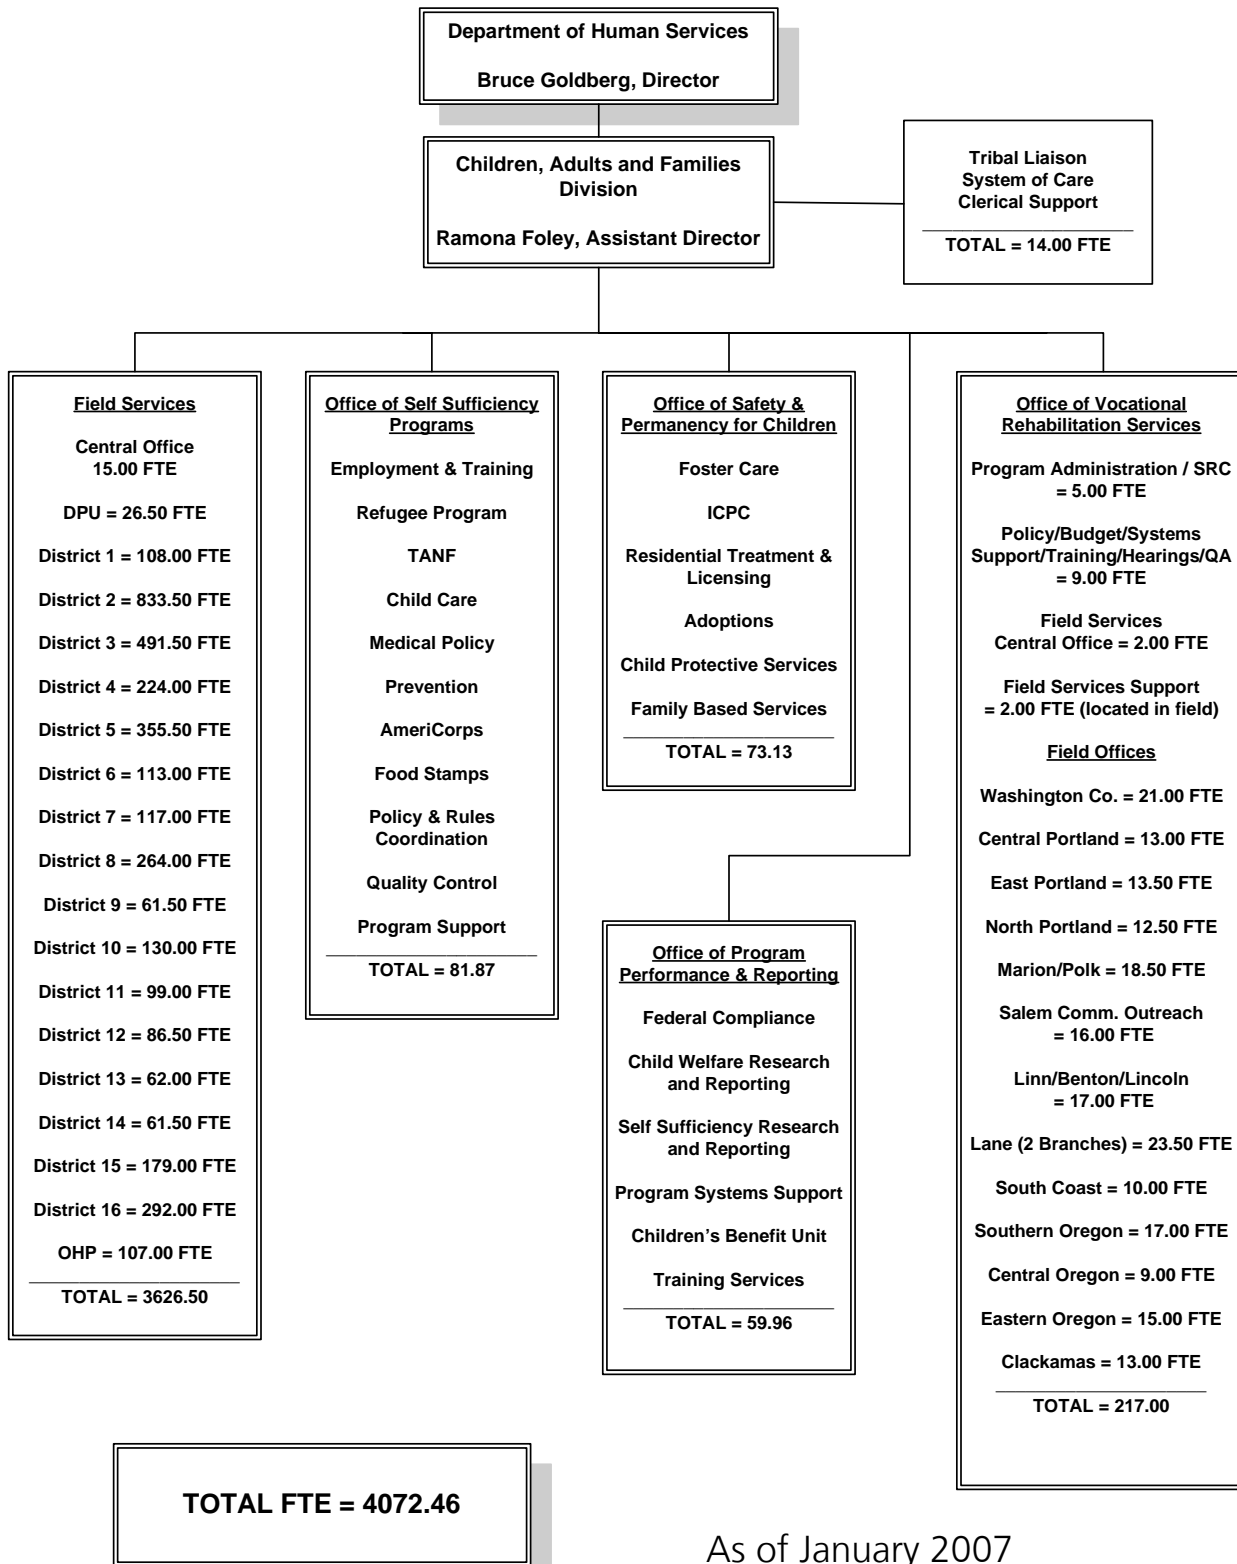 Department of Human Services
Bruce Goldberg, Director
Children, Adults and Families
Division
Ramona Foley, Assistant Director
Tribal Liaison
System of Care
Clerical Support
TOTAL = 14.00 FTE
Field Services
Central Office
15.00 FTE
DPU = 26.50 FTE
District 1 = 108.00 FTE
District 2 = 833.50 FTE
District 3 = 491.50 FTE
District 4 = 224.00 FTE
District 5 = 355.50 FTE
District 6 = 113.00 FTE
District 7 = 117.00 FTE
District 8 = 264.00 FTE
District 9 = 61.50 FTE
District 10 = 130.00 FTE
District 11 = 99.00 FTE
District 12 = 86.50 FTE
District 13 = 62.00 FTE
District 14 = 61.50 FTE
District 15 = 179.00 FTE
District 16 = 292.00 FTE
OHP = 107.00 FTE
TOTAL = 3626.50
Office of Self Sufficiency
Programs
Employment & Training
Refugee Program
TANF
Child Care
Medical Policy
Prevention
AmeriCorps
Food Stamps
Policy & Rules
Coordination
Quality Control
Program Support
TOTAL = 81.87
Office of Safety &
Permanency for Children
Foster Care
ICPC
Residential Treatment &
Licensing
Adoptions
Child Protective Services
Family Based Services
TOTAL = 73.13
Office of Program
Performance & Reporting
Federal Compliance
Child Welfare Research
and Reporting
Self Sufficiency Research
and Reporting
Program Systems Support
Children's Benefit Unit
Training Services
TOTAL = 59.96
Office of Vocational
Rehabilitation Services
Program Administration / SRC
= 5.00 FTE
Policy/Budget/Systems
Support/Training/Hearings/QA
= 9.00 FTE
Field Services
Central Office = 2.00 FTE
Field Services Support
= 2.00 FTE (located in field)
Field Offices
Washington Co. = 21.00 FTE
Central Portland = 13.00 FTE
East Portland = 13.50 FTE
North Portland = 12.50 FTE
Marion/Polk = 18.50 FTE
Salem Comm. Outreach
= 16.00 FTE
Linn/Benton/Lincoln
= 17.00 FTE
Lane (2 Branches) = 23.50 FTE
South Coast = 10.00 FTE
Southern Oregon = 17.00 FTE
Central Oregon = 9.00 FTE
Eastern Oregon = 15.00 FTE
Clackamas = 13.00 FTE
TOTAL = 217.00
TOTAL FTE = 4072.46
As of January 2007